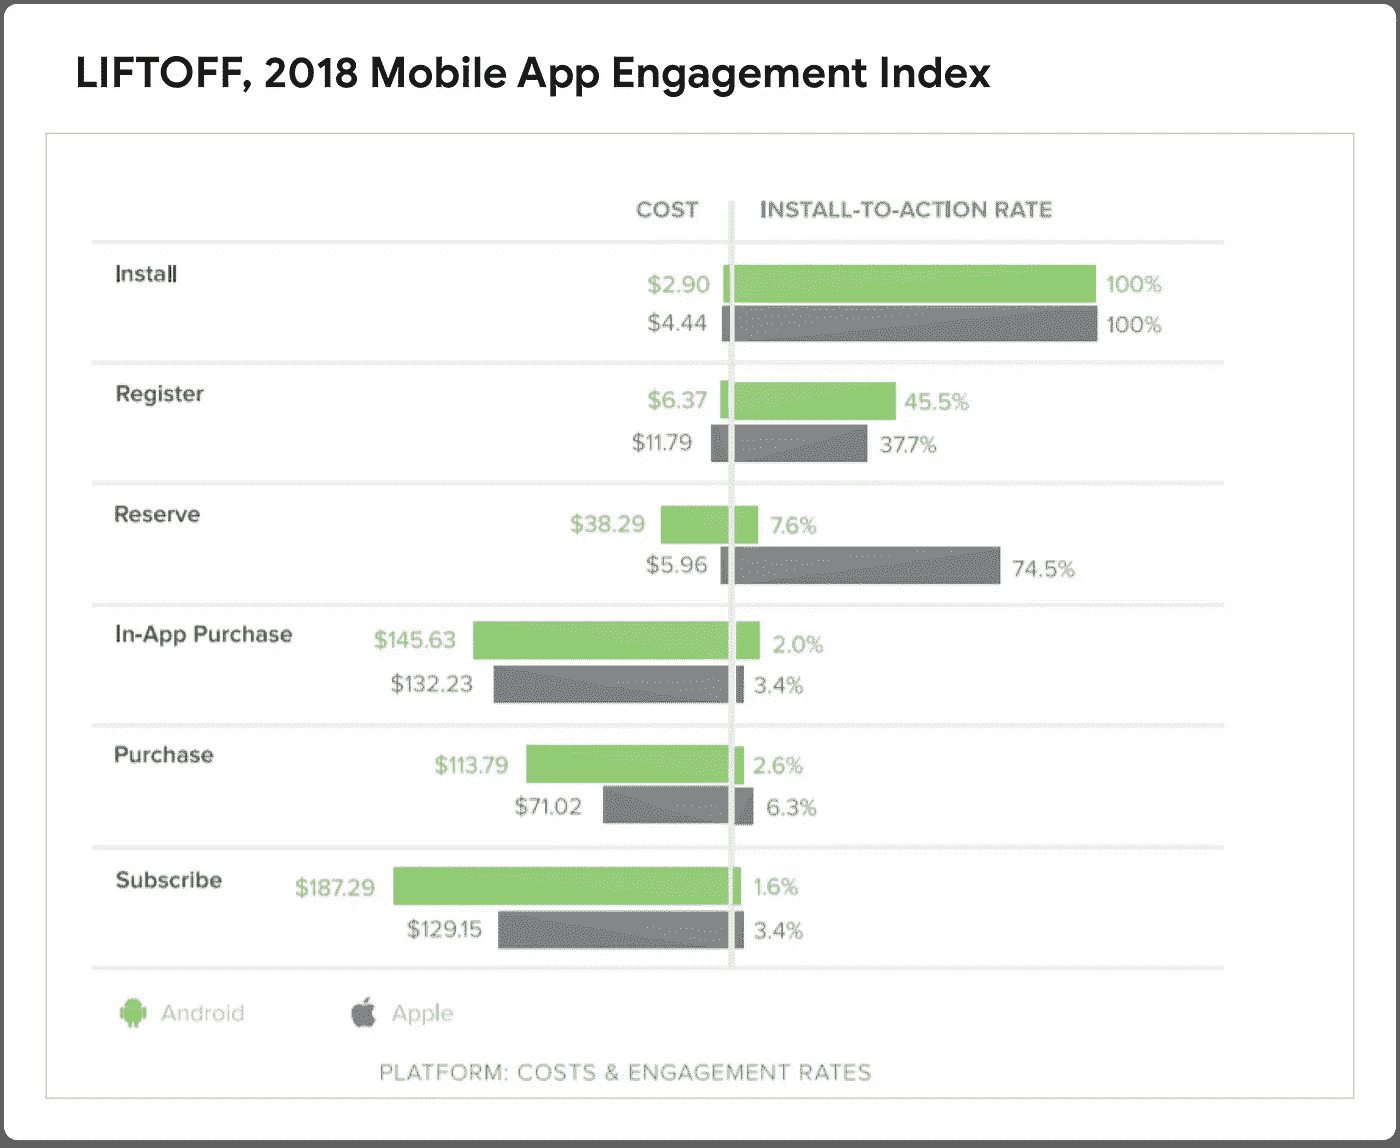 LIFTOFF, 2018 Mobile App Engagement Index
COST INSTALL-TO-ACTION RATE
Install
$2.90 100%
$4.44 100%
Register
$6.37 45.5%
$11.79 37.7%
Reserve
$38.29 7.6%
$5.96 74.5%
In-App Purchase
$145.63 2.0%
$132.23 3.4%
Purchase
$113.79 2.6%
$71.02 6.3%
Subscribe
$187.29 1.6%
$129.15 3.4%
Android Apple
PLATFORM: COSTS & ENGAGEMENT RATES